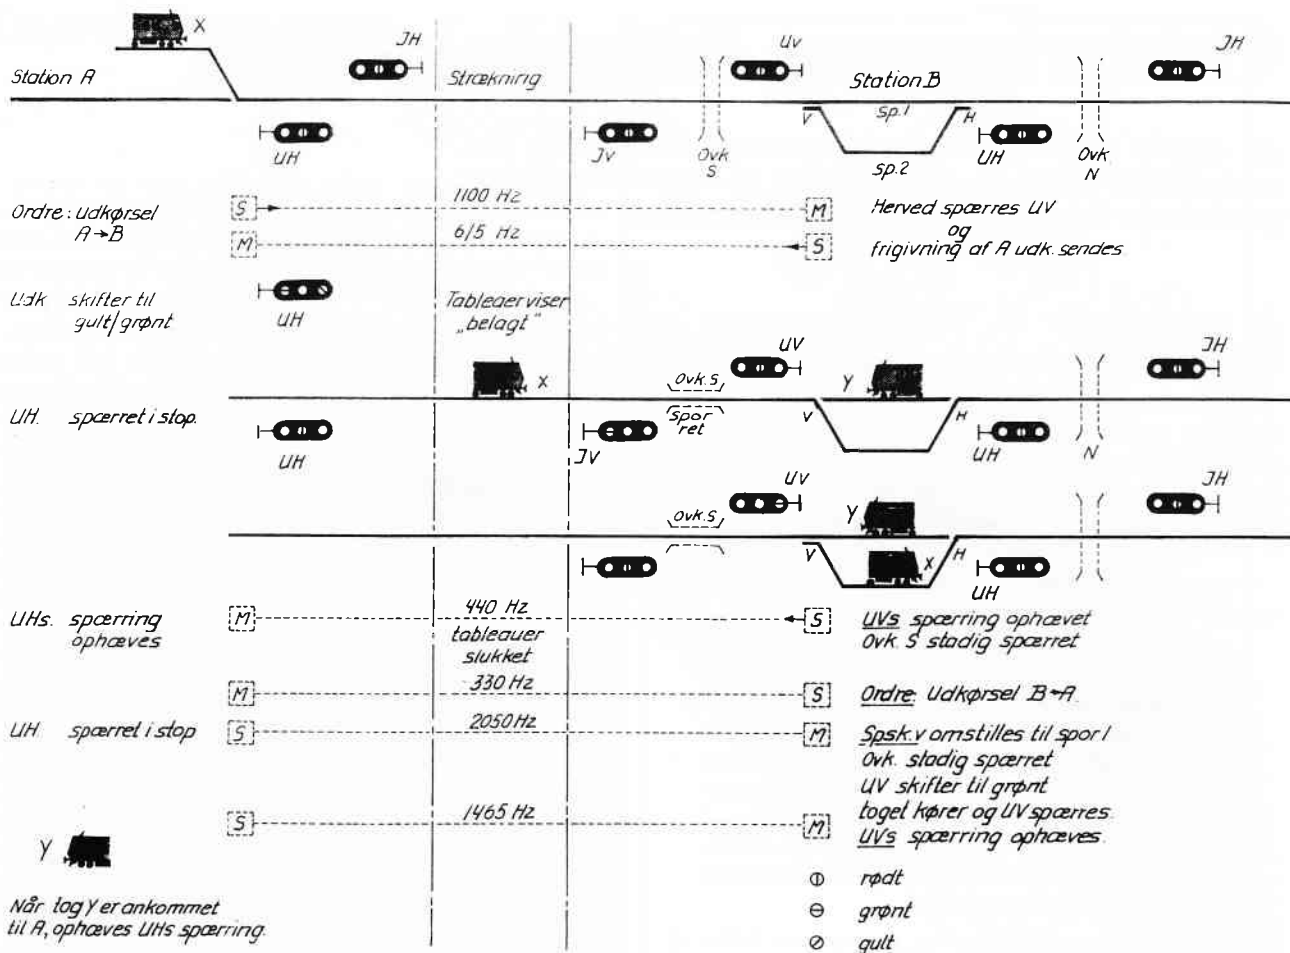 X
JH
UV
JH
Station A
Strækning
Station B
sp.1
V
H
UH
JV
Ovk
S
sp.2
UH
Ovk
N
Ordre: udkørsel
A→B
S
1100 Hz
M
Herved spærres UV
og
frigivning af A udk. sendes
M
615 Hz
S
Udk skifter til
gult/grønt
UH
Tableauer viser
„belagt"
X
Ovk.S
UV
Y
JH
UH. spærret i stop.
UH
JV
spor
ret
V
H
UH
N
UV
JH
Ovk.S
Y
V
X
H
UH
UHs. spærring
ophæves
M
440 Hz
S
UVs spærring ophævet
Ovk. S stadig spærret
tableauer
slukket
M
330 Hz
S
Ordre: Udkørsel B→A.
UH spærret i stop
S
2050 Hz
M
Spsk.v omstilles til spor 1
Ovk. stadig spærret
UV skifter til grønt
toget kører og UV spærres.
S
1465 Hz
M
UVs spærring ophæves.
Y
Når tog Y er ankommet
til A, ophæves UHs spærring.
rødt
grønt
gult